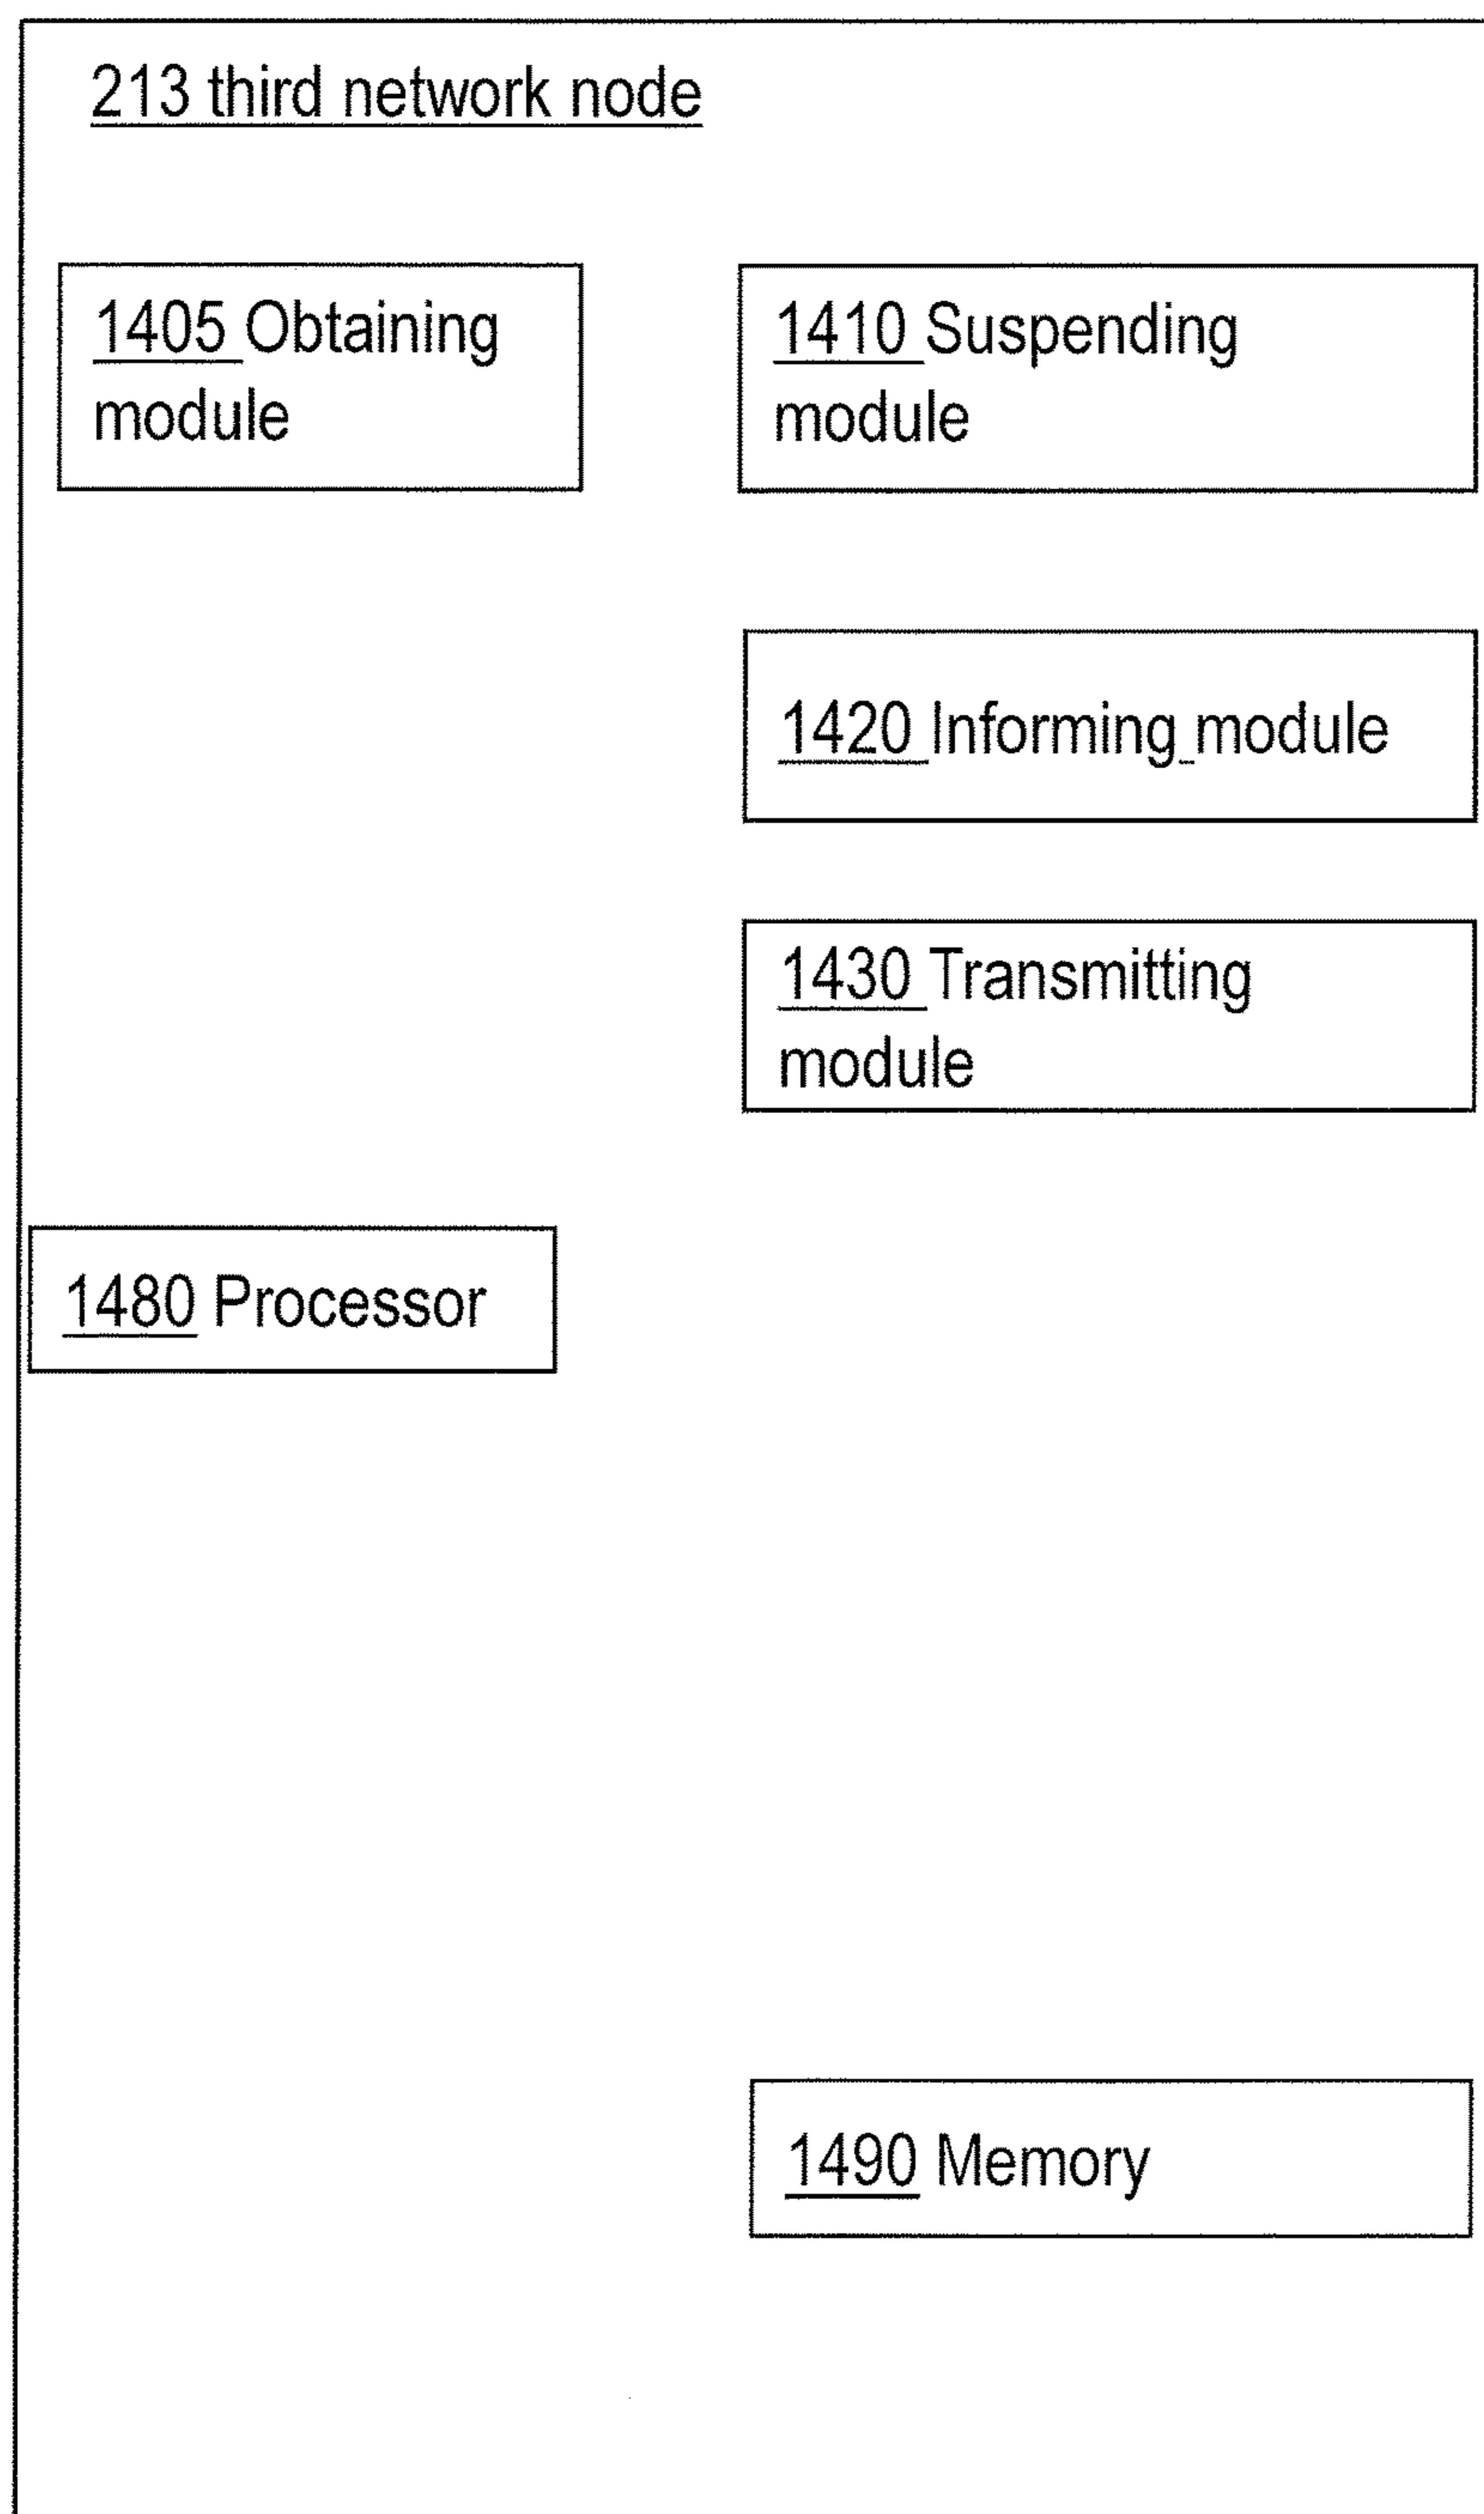 213 third network node
1405 Obtaining
module
1410 Suspending
module
1420 Informing module
1430 Transmitting
module
1480 Processor
1490 Memory